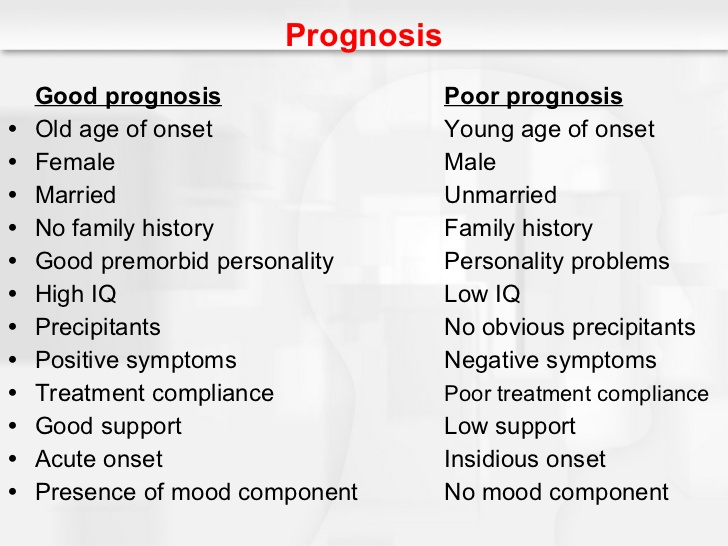 Prognosis
Good prognosis Poor prognosis
• Old age of onset Young age of onset
• Female Male
• Married Unmarried
• No family history Family history
• Good premorbid personality Personality problems
• High IQ Low IQ
• Precipitants No obvious precipitants
• Positive symptoms Negative symptoms
• Treatment compliance Poor treatment compliance
• Good support Low support
• Acute onset Insidious onset
• Presence of mood component No mood component